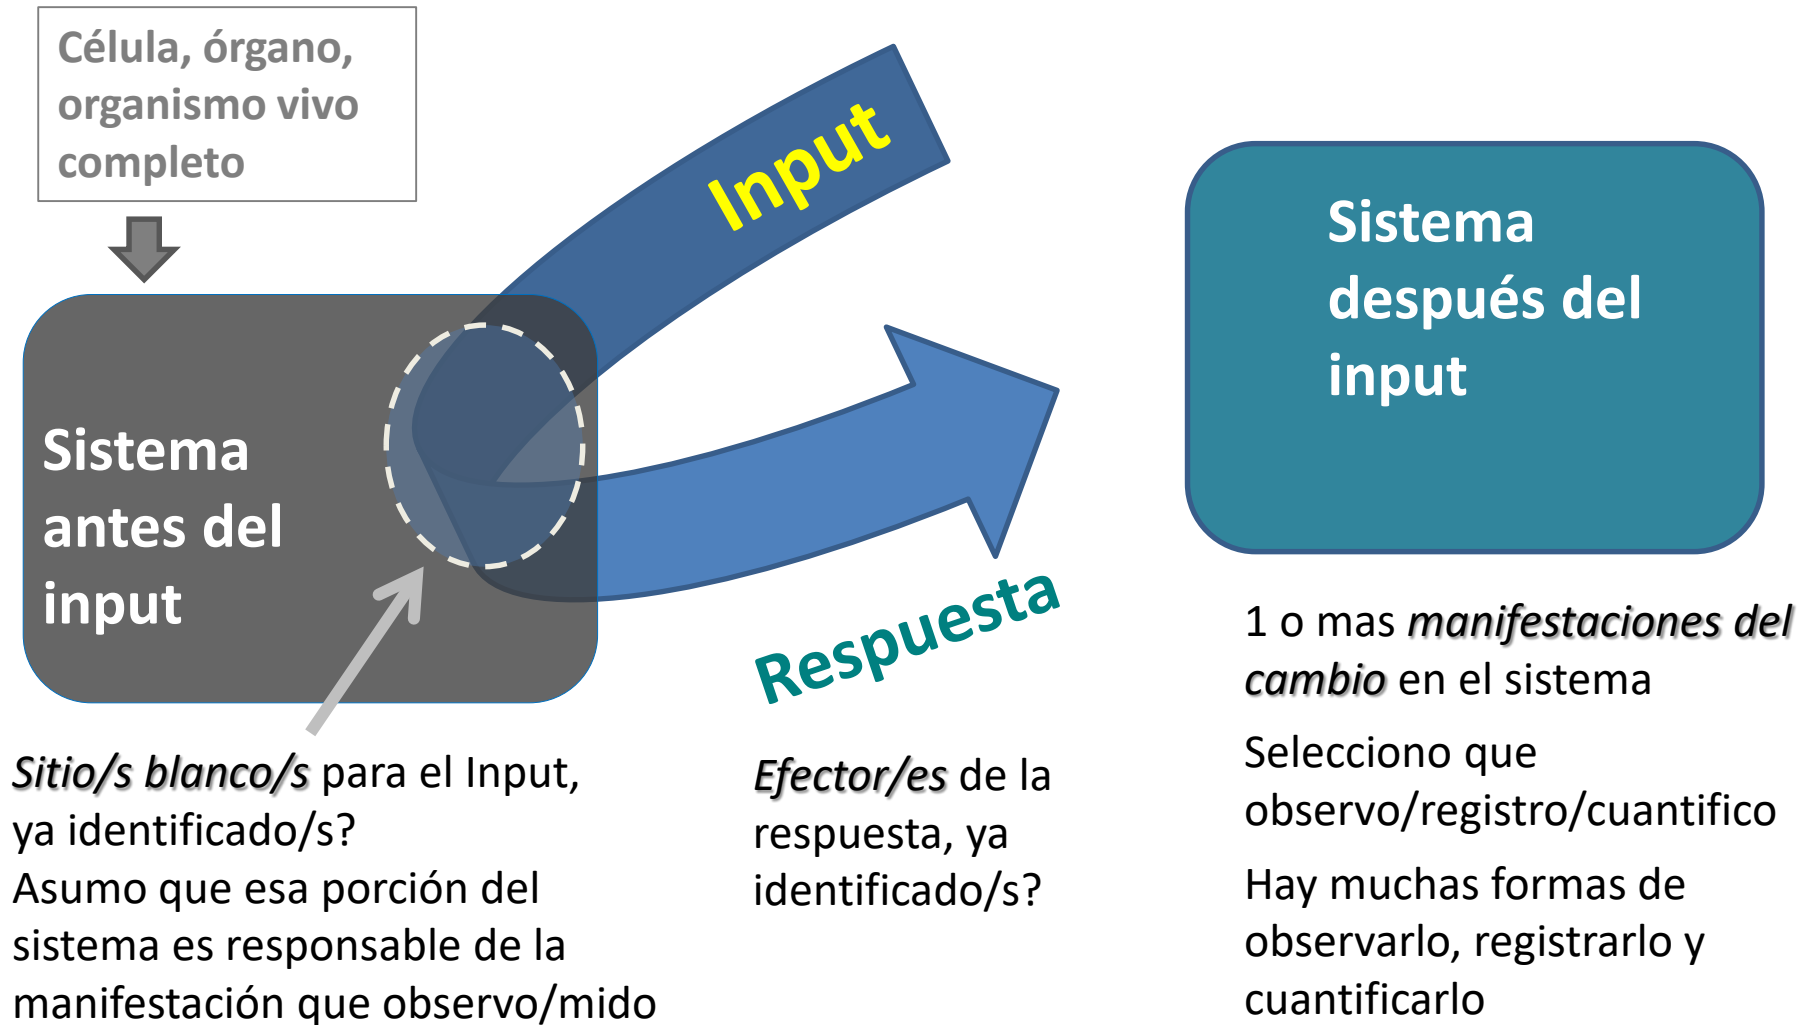 Célula, órgano,
organismo vivo
completo
Input
Sistema
antes del
input
Respuesta
Sistema
después del
input
Sitio/s blanco/s para el Input,
ya identificado/s?
Asumo que esa porción del
sistema es responsable de la
manifestación que observo/mido
Efector/es de la
respuesta, ya
identificado/s?
1 o mas manifestaciones del
cambio en el sistema
Selecciono que
observo/registro/cuantifico
Hay muchas formas de
observarlo, registrarlo y
cuantificarlo